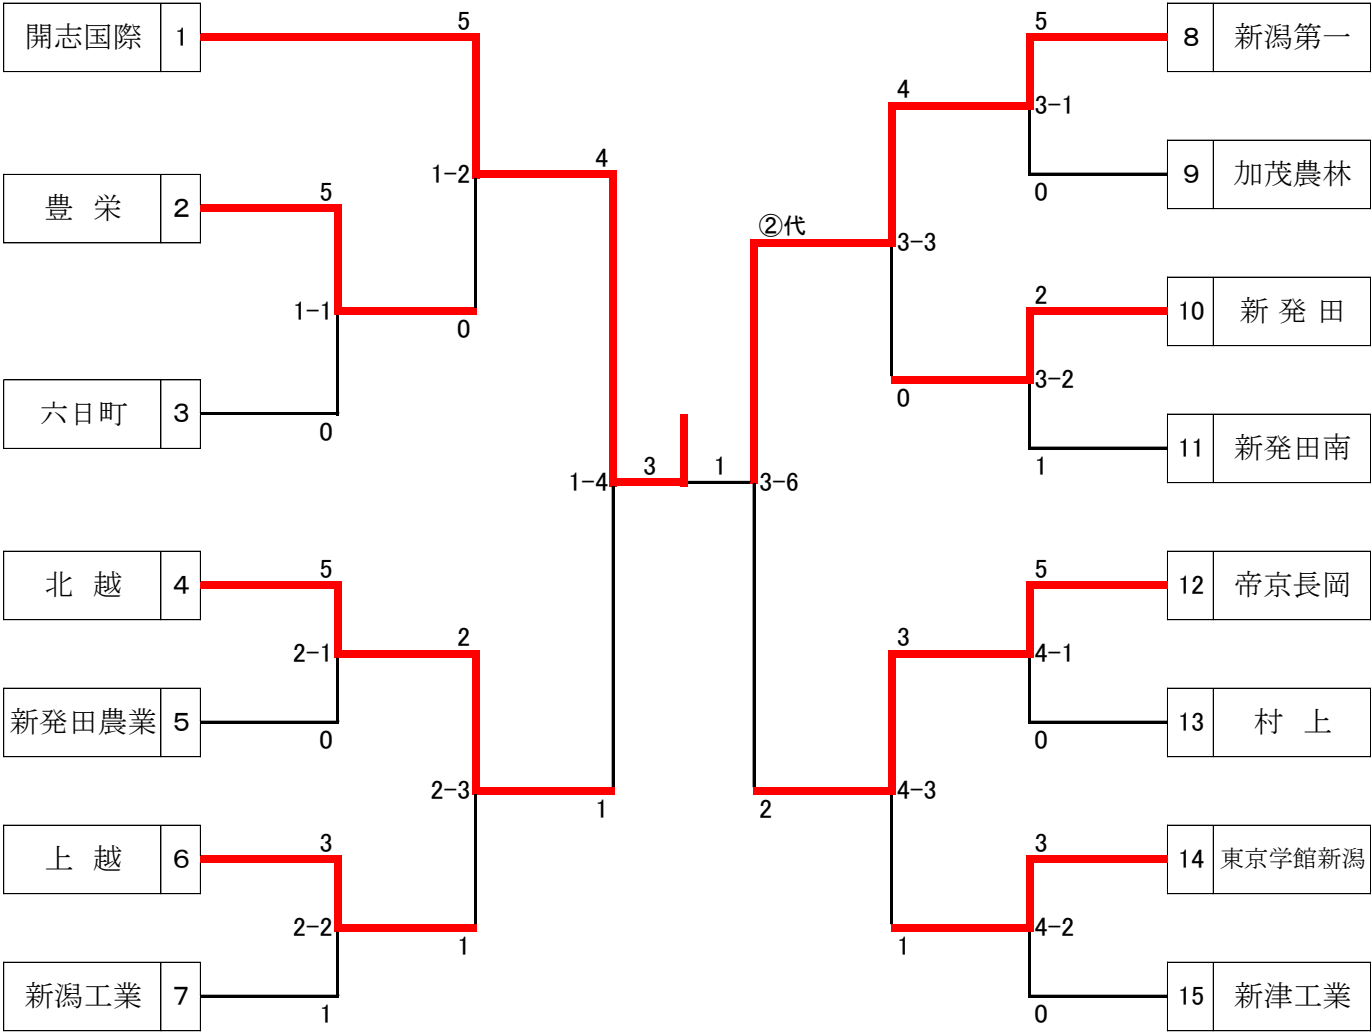 開志国際 1
5
1-2
豊 栄 2
5
1-1
0
六日町 3
0
4
1-4
3
北 越 4
5
2-1
2
新発田農業 5
0
2-3
1
上 越 6
3
2-2
1
新潟工業 7
1
5
8 新潟第一
4
3-1
9 加茂農林
0
②代
3-3
2
10 新 発 田
3-2
0
11 新発田南
1
1
3-6
5
12 帝京長岡
3
4-1
13 村 上
0
2
4-3
3
14 東京学館新潟
1
4-2
15 新津工業
0